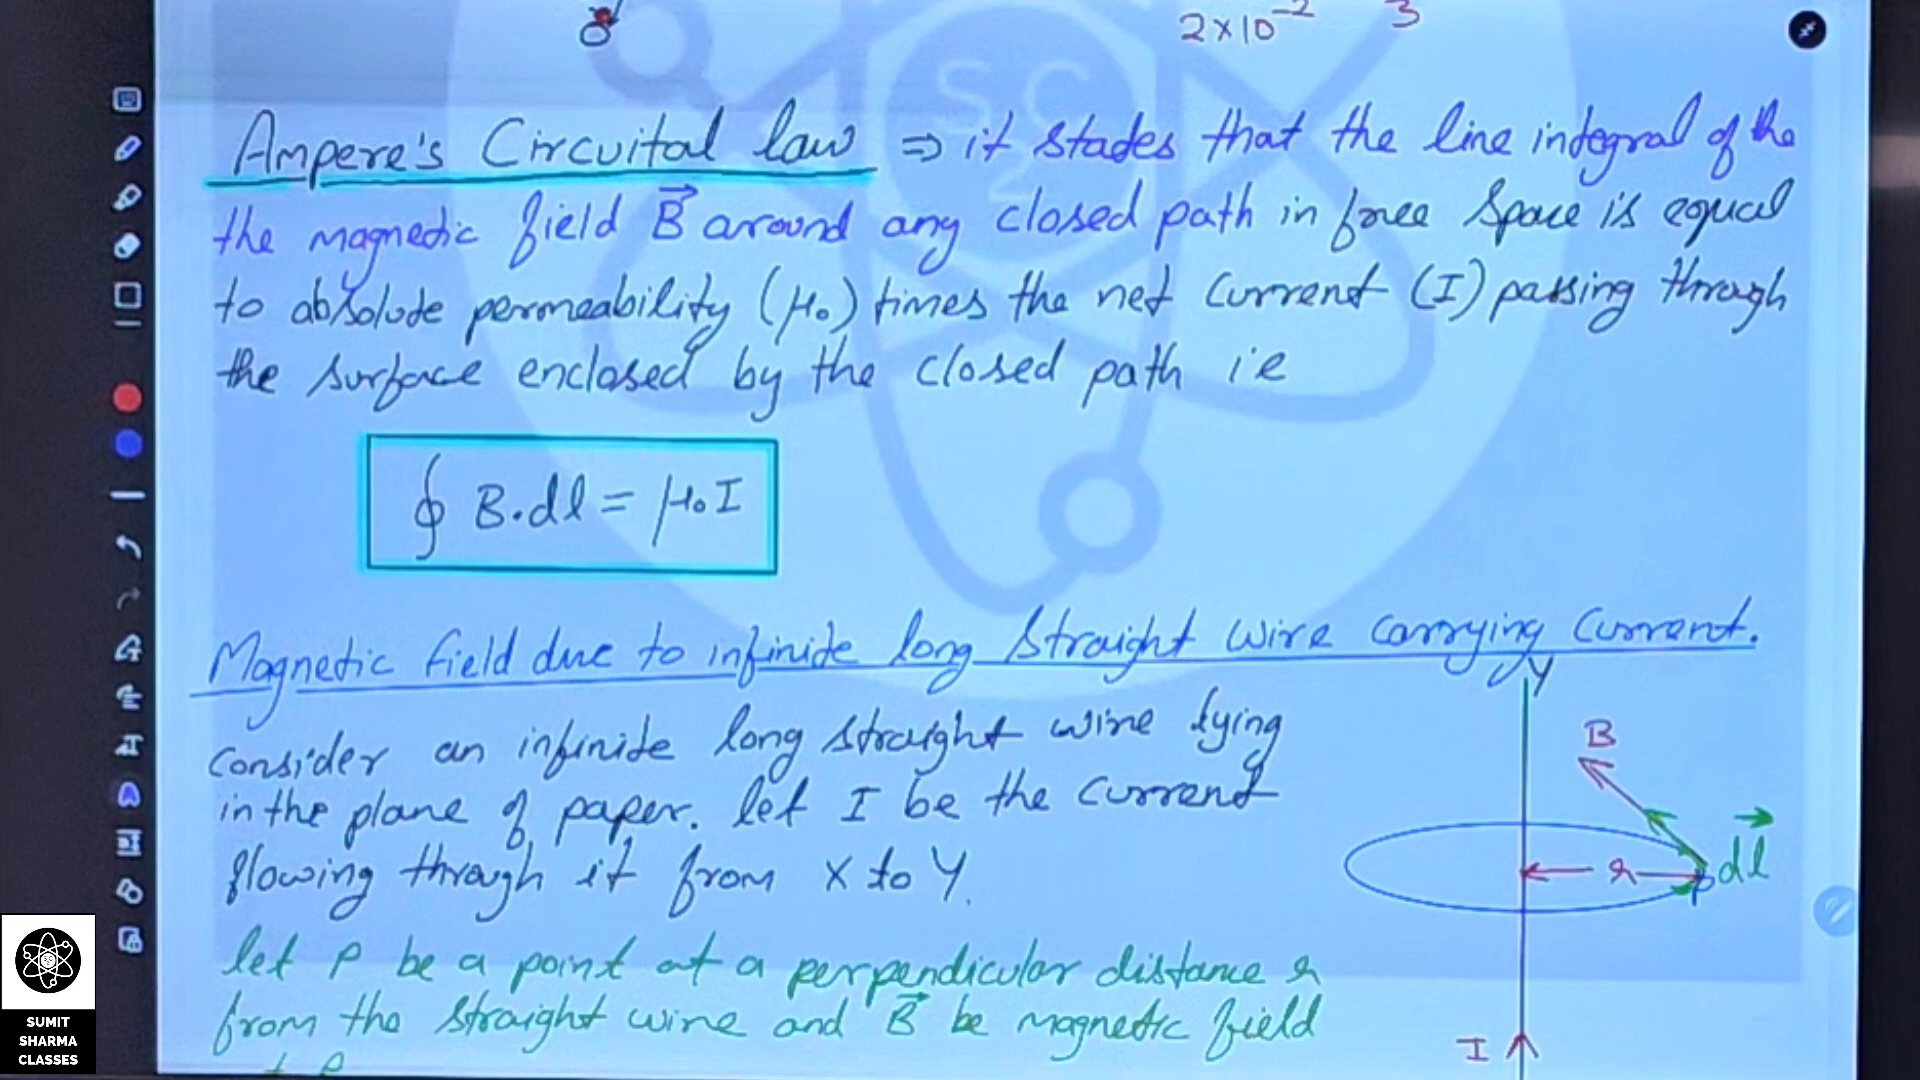 2×10⁻² 3
SC
2
Ampere's Circuital law ⇒ it states that the line integral of the
the magnetic field B⃗ around any closed path in free space is equal
to absolute permeability (μ₀) times the net current (I) passing through
the surface enclosed by the closed path ie
∮ B.dl = μ₀I
Magnetic field due to infinite long straight wire carrying current.
Consider an infinite long straight wire lying
in the plane of paper. let I be the current
flowing through it from X to Y.
let P be a point at a perpendicular distance r
from the straight wire and B⃗ be magnetic field
Y
B
dl⃗
r
P
I
SUMIT
SHARMA
CLASSES